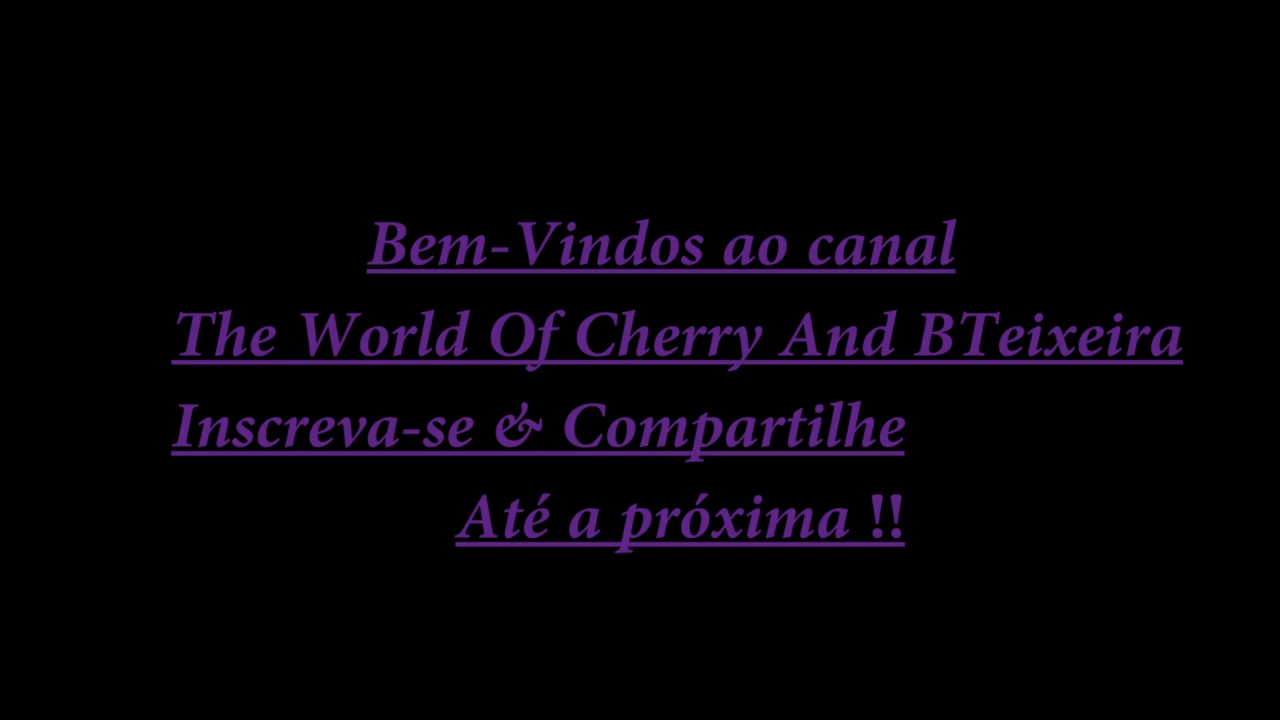 Bem-Vindos ao canal
The World Of Cherry And BTeixeira
Inscreva-se & Compartilhe
Até a próxima !!